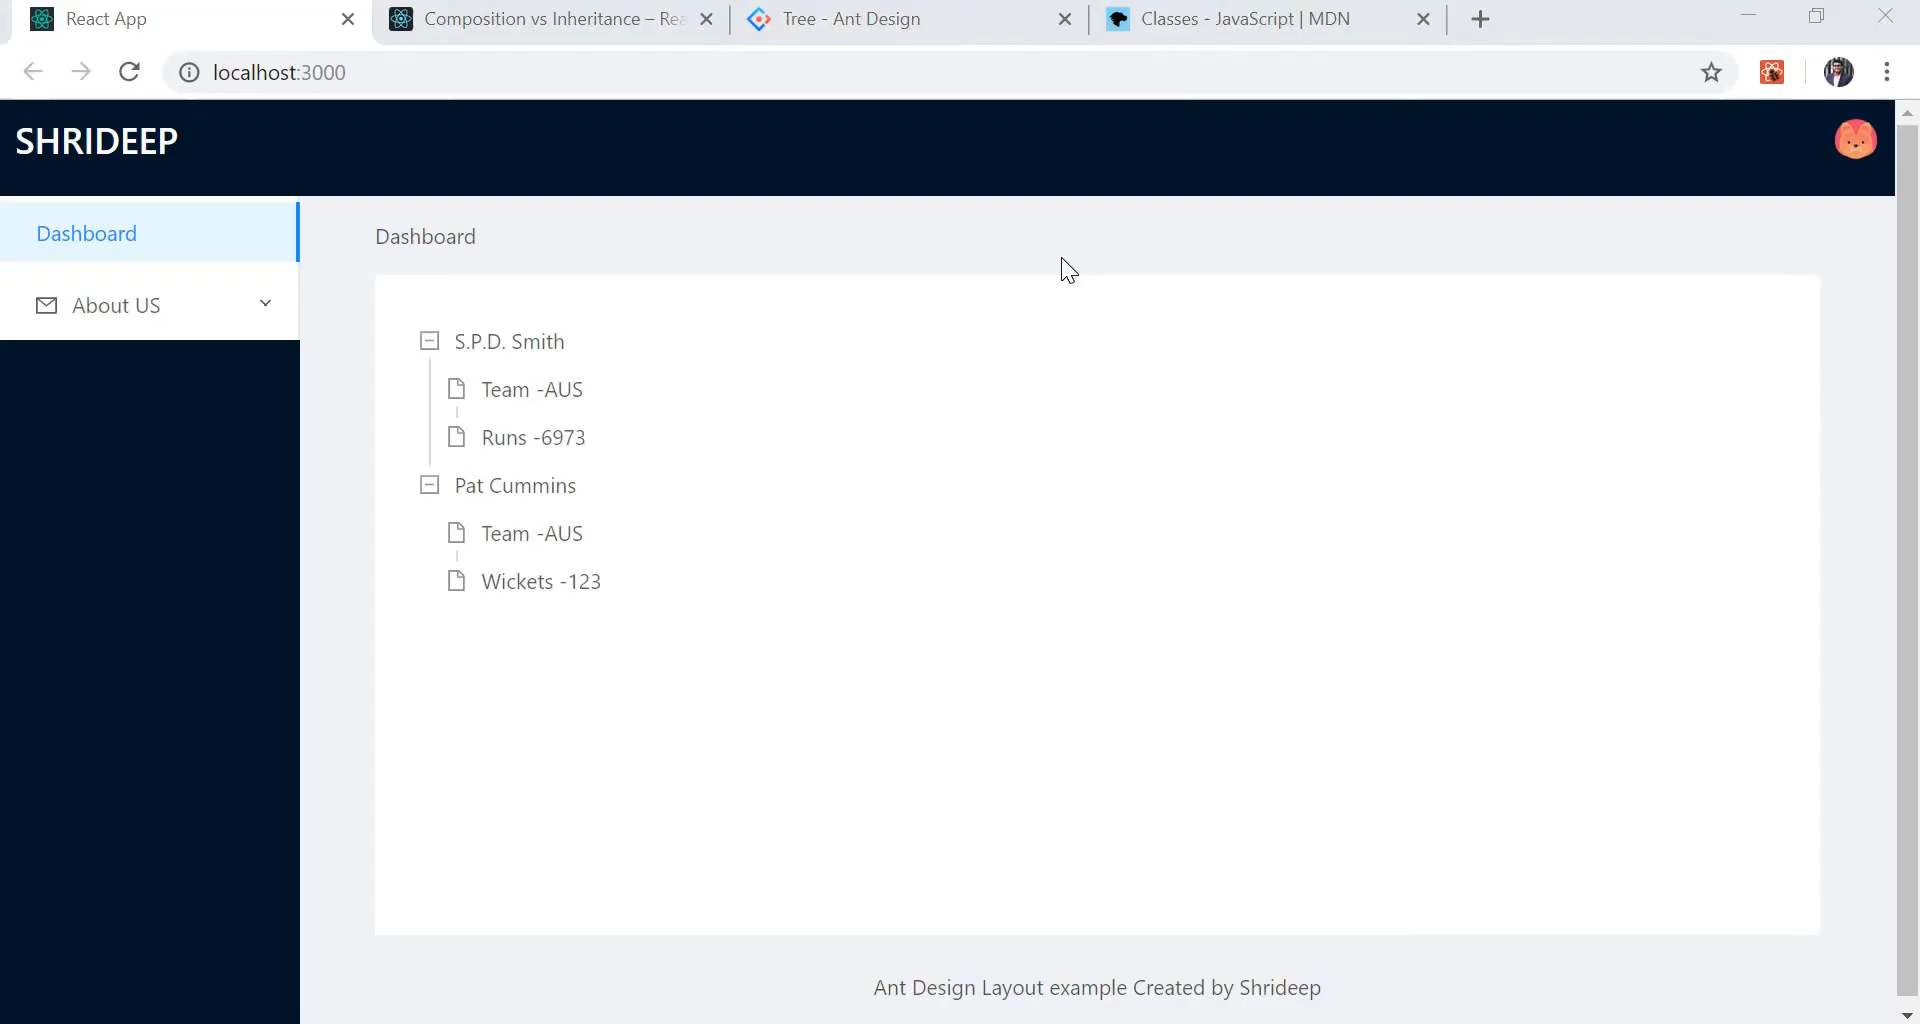 React App
Composition vs Inheritance – Rea
Tree - Ant Design
Classes - JavaScript | MDN
localhost:3000
SHRIDEEP
Dashboard
About US
Dashboard
S.P.D. Smith
Team -AUS
Runs -6973
Pat Cummins
Team -AUS
Wickets -123
Ant Design Layout example Created by Shrideep